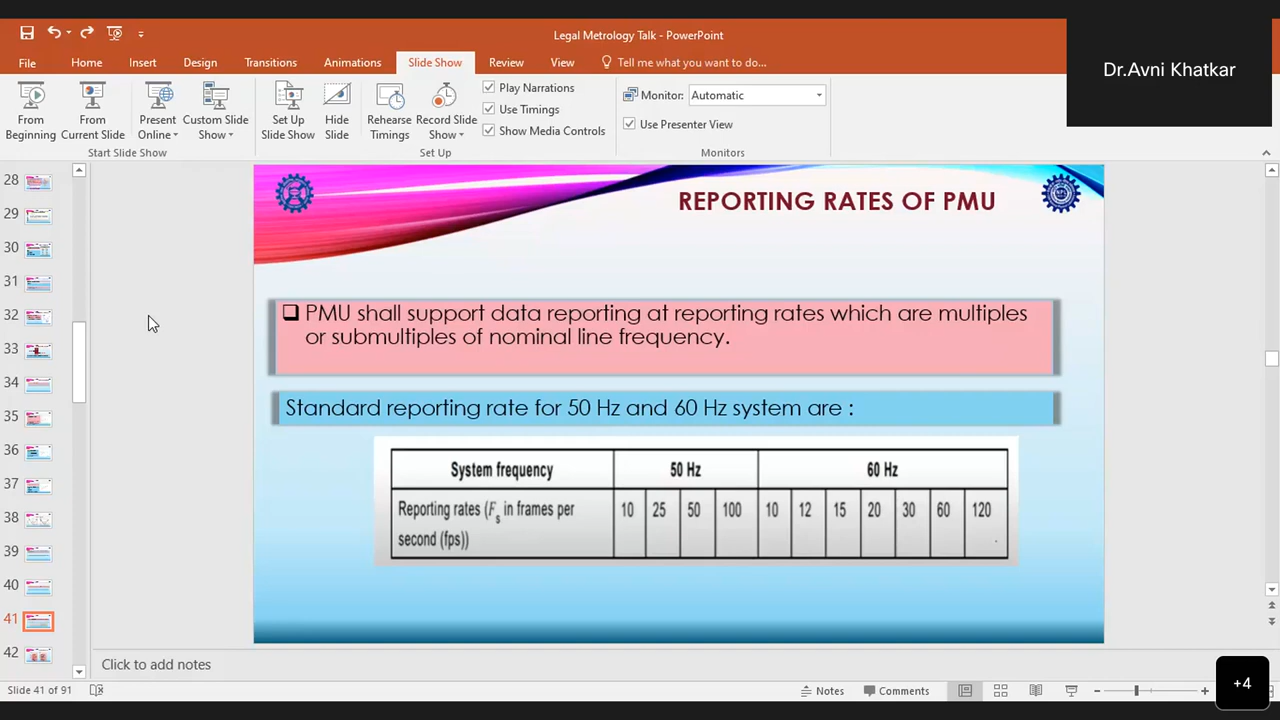 Legal Metrology Talk - PowerPoint
Dr.Avni Khatkar
File Home Insert Design Transitions Animations Slide Show Review View Tell me what you want to do...
From Beginning
From Current Slide
Present Online
Custom Slide Show
Start Slide Show
Set Up Slide Show
Hide Slide
Rehearse Timings
Record Slide Show
Play Narrations
Use Timings
Show Media Controls
Set Up
Monitor: Automatic
Use Presenter View
Monitors
28
29
30
31
32
33
34
35
36
37
38
39
40
41
42
REPORTING RATES OF PMU
PMU shall support data reporting at reporting rates which are multiples
or submultiples of nominal line frequency.
Standard reporting rate for 50 Hz and 60 Hz system are :
System frequency 50 Hz 60 Hz
Reporting rates (Fs in frames per 10 25 50 100 10 12 15 20 30 60 120
second (fps))
Click to add notes
Slide 41 of 91
Notes Comments
+4